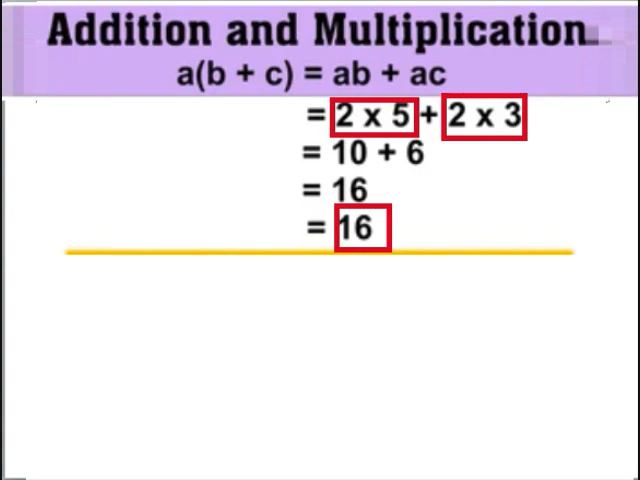 Addition and Multiplication
a(b + c) = ab + ac
= 2 x 5 + 2 x 3
= 10 + 6
= 16
= 16